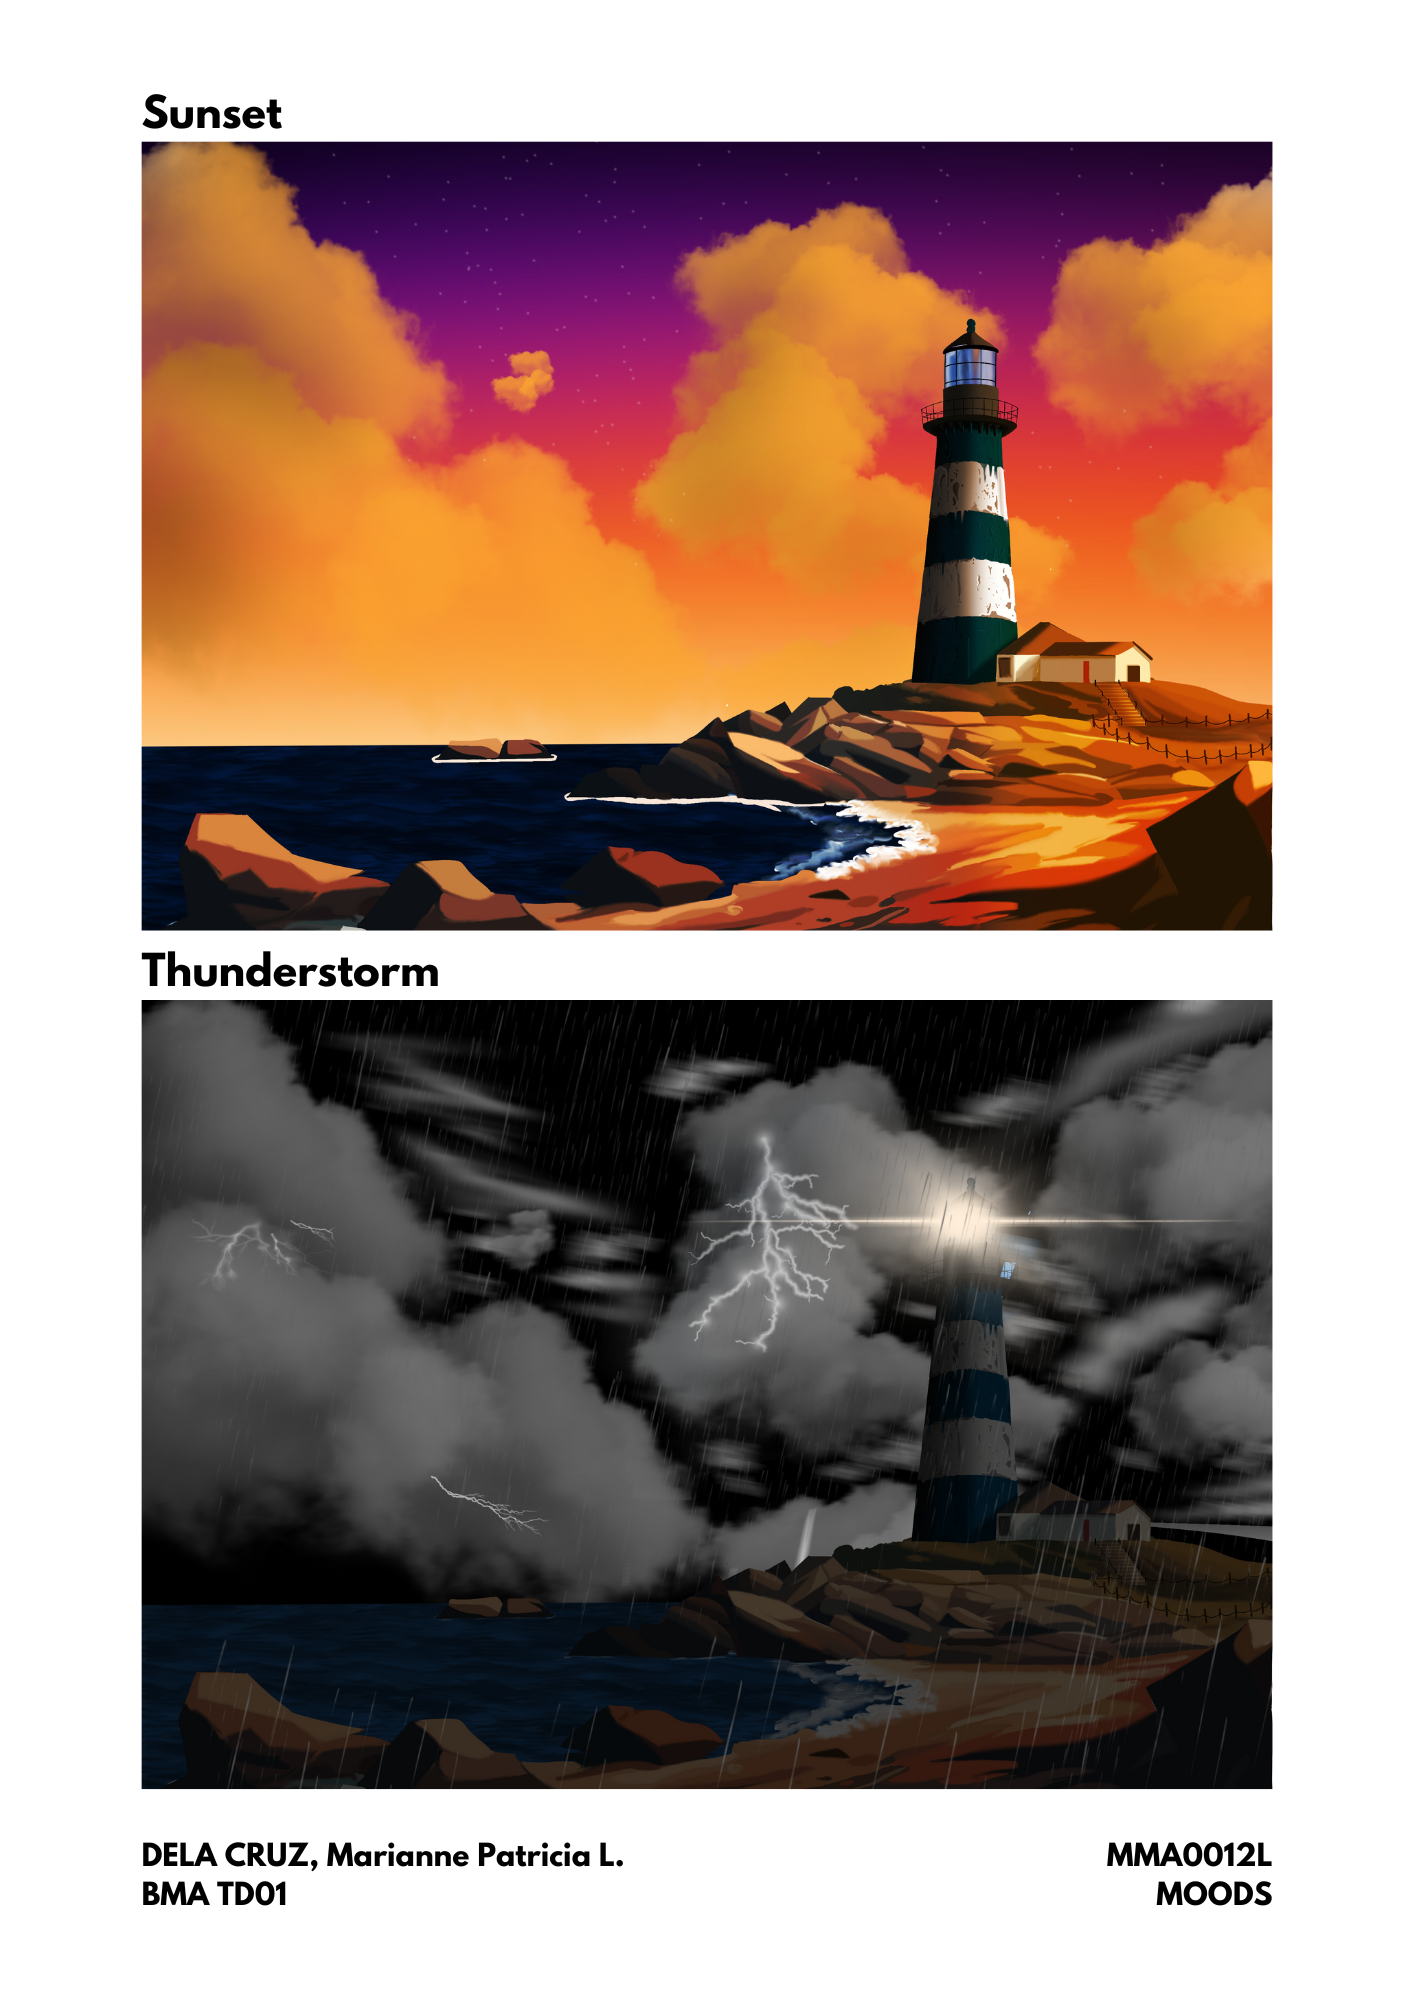 Sunset
Thunderstorm
DELA CRUZ, Marianne Patricia L.
MMA0012L
BMA TD01
MOODS